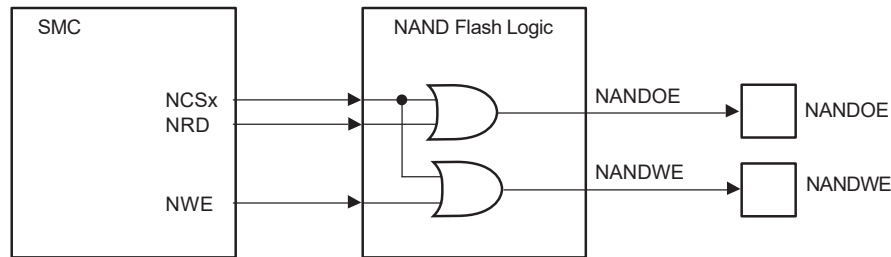 SMC
NAND Flash Logic
NCSx
NRD
NWE
NANDOE
NANDOE
NANDWE
NANDWE